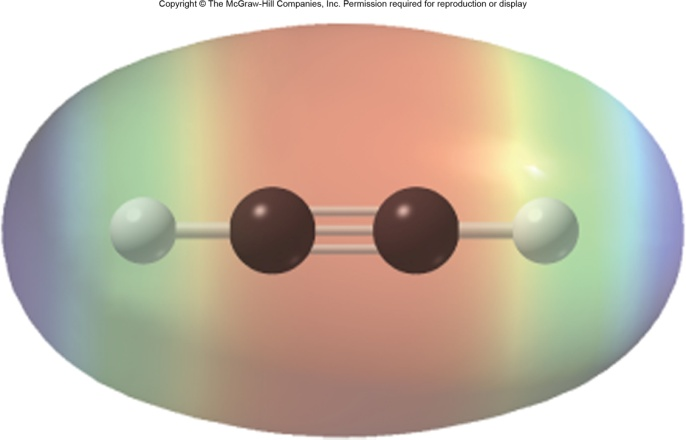 Copyright © The McGraw-Hill Companies, Inc. Permission required for reproduction or display